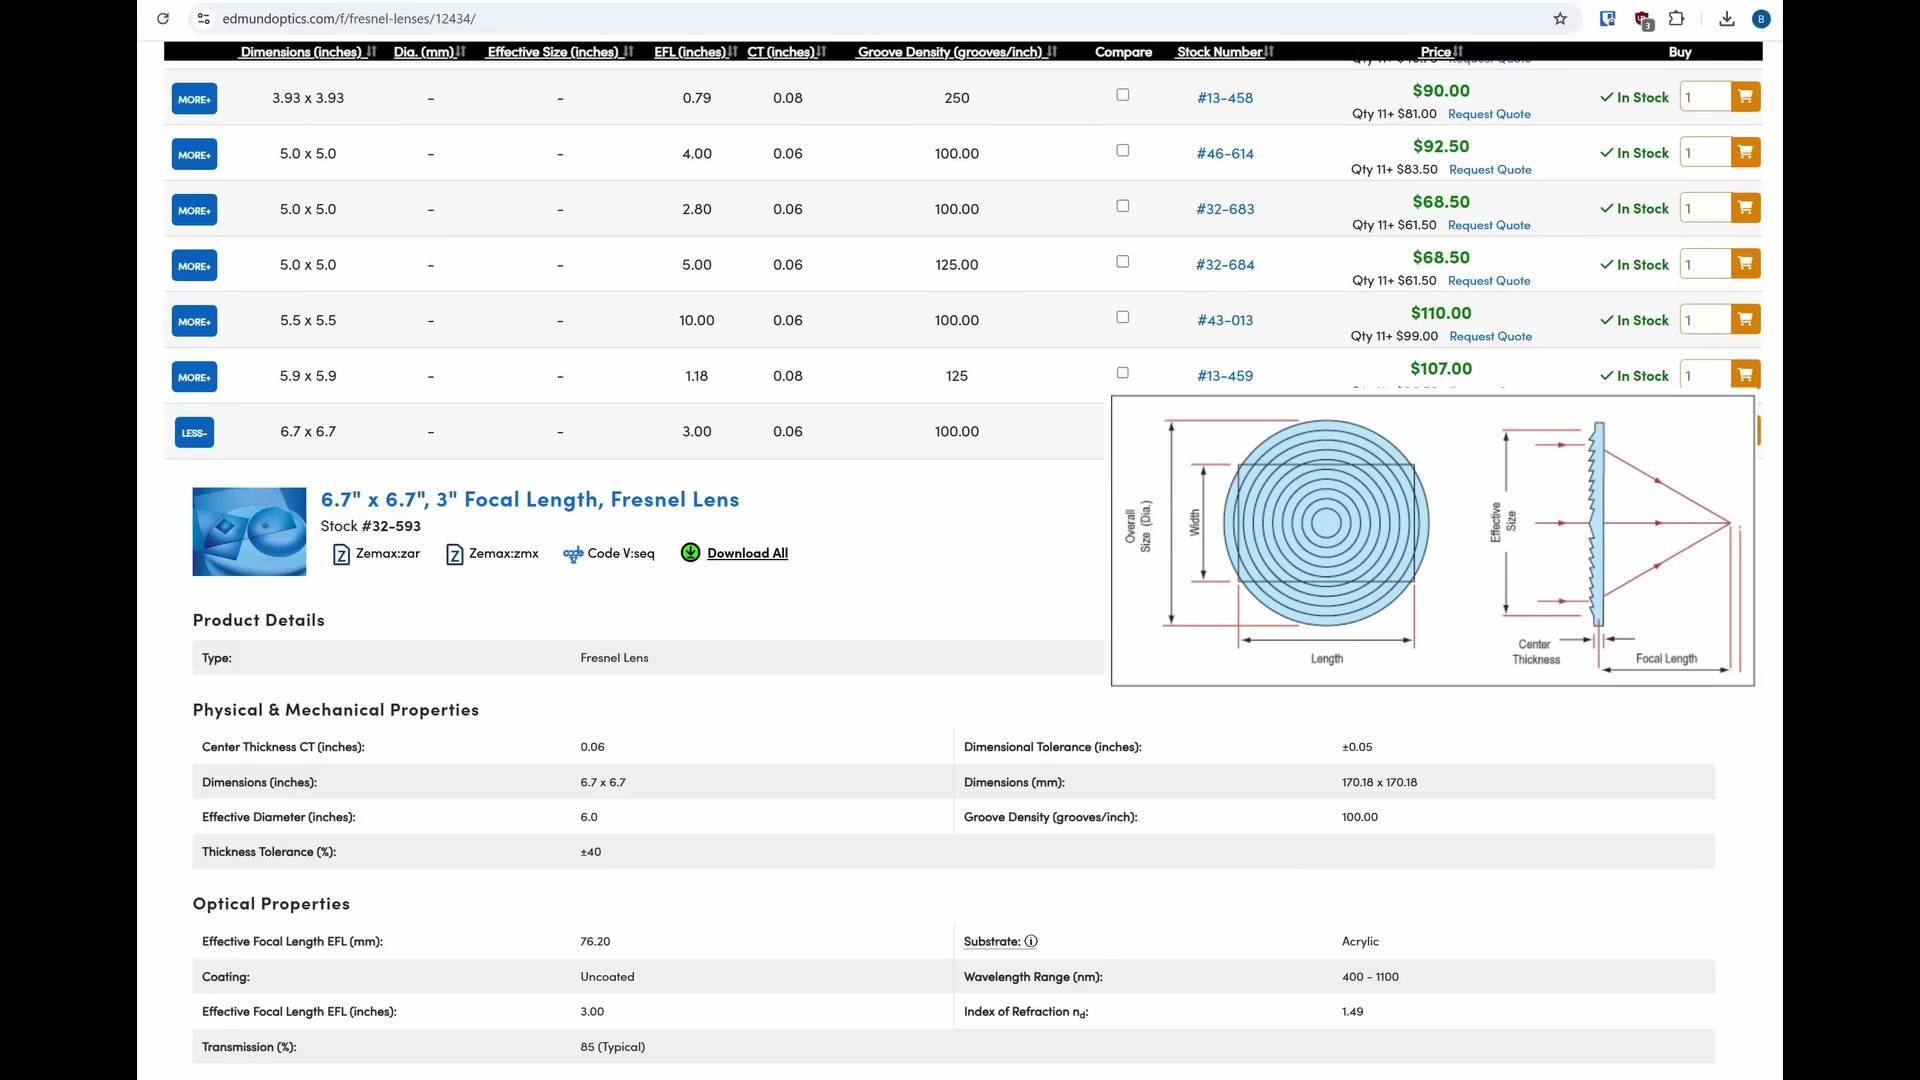 edmundoptics.com/f/fresnel-lenses/12434/
3
B
Dimensions (inches) Dia. (mm) Effective Size (inches) EFL (inches) CT (inches) Groove Density (grooves/inch) Compare Stock Number Price Buy
Request Quote
MORE+ 3.93 x 3.93 - - 0.79 0.08 250 #13-458 $90.00 In Stock 1
Qty 11+ $81.00 Request Quote
MORE+ 5.0 x 5.0 - - 4.00 0.06 100.00 #46-614 $92.50 In Stock 1
Qty 11+ $83.50 Request Quote
MORE+ 5.0 x 5.0 - - 2.80 0.06 100.00 #32-683 $68.50 In Stock 1
Qty 11+ $61.50 Request Quote
MORE+ 5.0 x 5.0 - - 5.00 0.06 125.00 #32-684 $68.50 In Stock 1
Qty 11+ $61.50 Request Quote
MORE+ 5.5 x 5.5 - - 10.00 0.06 100.00 #43-013 $110.00 In Stock 1
Qty 11+ $99.00 Request Quote
MORE+ 5.9 x 5.9 - - 1.18 0.08 125 #13-459 $107.00 In Stock 1
LESS- 6.7 x 6.7 - - 3.00 0.06 100.00
6.7" x 6.7", 3" Focal Length, Fresnel Lens
Stock #32-593
Zemax:zar Zemax:zmx Code V:seq Download All
Overall
Size (Dia.)
Width
Length
Effective
Size
Center
Thickness
Focal Length
Product Details
Type: Fresnel Lens
Physical & Mechanical Properties
Center Thickness CT (inches): 0.06 Dimensional Tolerance (inches): ±0.05
Dimensions (inches): 6.7 x 6.7 Dimensions (mm): 170.18 x 170.18
Effective Diameter (inches): 6.0 Groove Density (grooves/inch): 100.00
Thickness Tolerance (%): ±40
Optical Properties
Effective Focal Length EFL (mm): 76.20 Substrate: Acrylic
Coating: Uncoated Wavelength Range (nm): 400 - 1100
Effective Focal Length EFL (inches): 3.00 Index of Refraction nd: 1.49
Transmission (%): 85 (Typical)